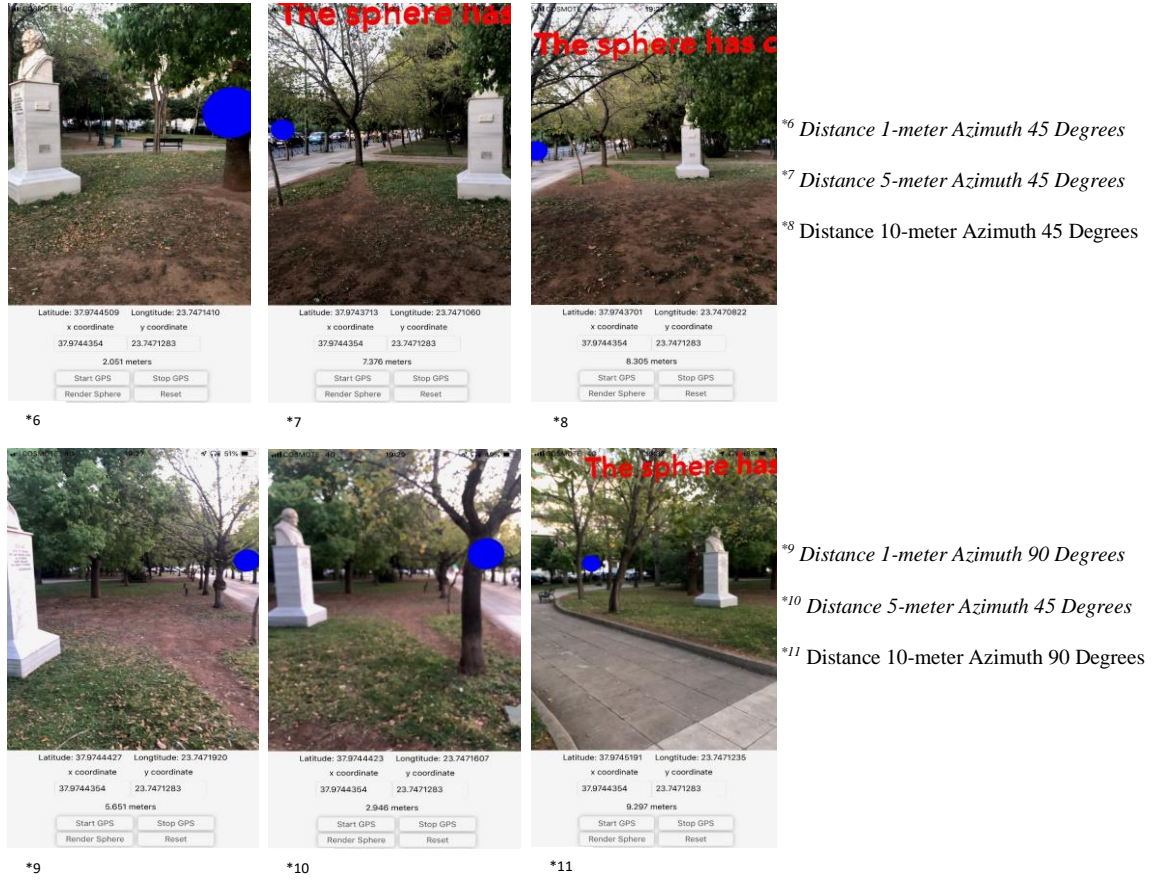 The sphere has
The sphere has c
*6 Distance 1-meter Azimuth 45 Degrees
*7 Distance 5-meter Azimuth 45 Degrees
*8 Distance 10-meter Azimuth 45 Degrees
Latitude: 37.9744509 Longtitude: 23.7471410
x coordinate y coordinate
37.9744354 23.7471283
2.051 meters
Start GPS Stop GPS
Render Sphere Reset
*6
Latitude: 37.9743713 Longtitude: 23.7471060
x coordinate y coordinate
37.9744354 23.7471283
7.376 meters
Start GPS Stop GPS
Render Sphere Reset
*7
Latitude: 37.9743701 Longtitude: 23.7470822
x coordinate y coordinate
37.9744354 23.7471283
8.305 meters
Start GPS Stop GPS
Render Sphere Reset
*8
COSMOTE 4G 19:27 51%
COSMOTE 4G 19:29
The sphere has
*9 Distance 1-meter Azimuth 90 Degrees
*10 Distance 5-meter Azimuth 45 Degrees
*11 Distance 10-meter Azimuth 90 Degrees
Latitude: 37.9744427 Longtitude: 23.7471920
x coordinate y coordinate
37.9744354 23.7471283
5.651 meters
Start GPS Stop GPS
Render Sphere Reset
*9
Latitude: 37.9744423 Longtitude: 23.7471607
x coordinate y coordinate
37.9744354 23.7471283
2.946 meters
Start GPS Stop GPS
Render Sphere Reset
*10
Latitude: 37.9745191 Longtitude: 23.7471235
x coordinate y coordinate
37.9744354 23.7471283
9.297 meters
Start GPS Stop GPS
Render Sphere Reset
*11